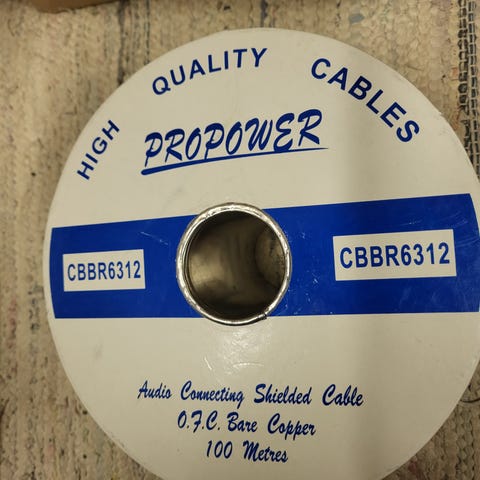 HIGH QUALITY CABLES
PROPOWER
CBBR6312
CBBR6312
Audio Connecting Shielded Cable
O.F.C. Bare Copper
100 Metres